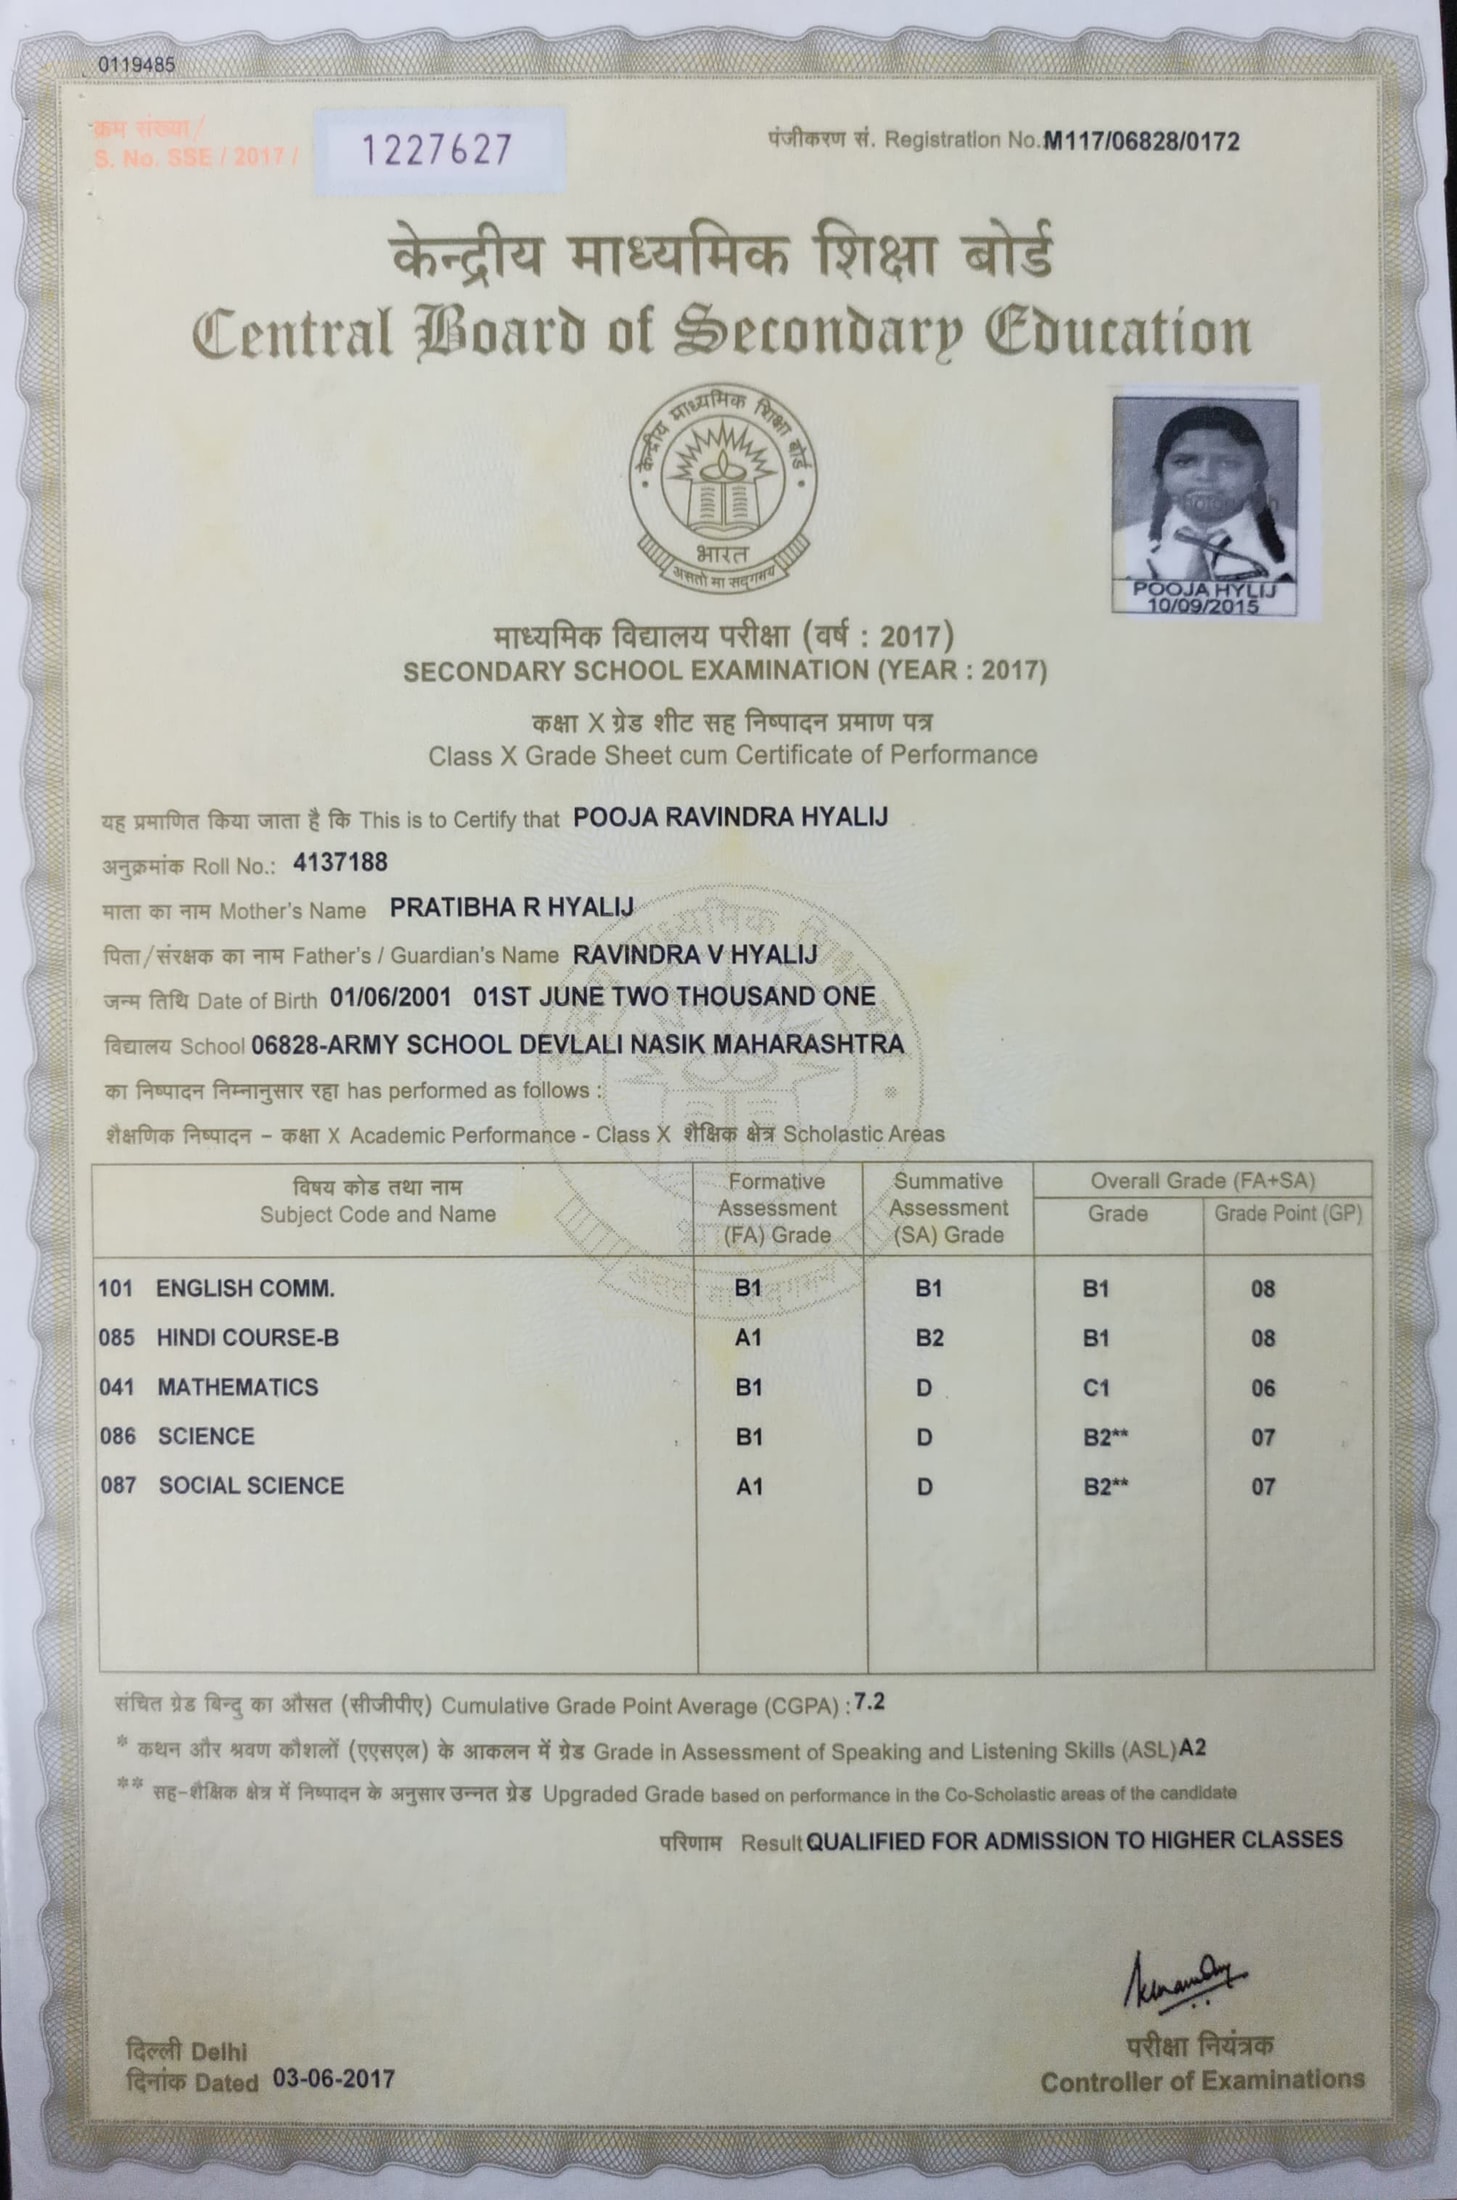 0119485
क्रम संख्या/
S. No. SSE / 2017 /
1227627
पंजीकरण सं. Registration No. M117/06828/0172
केन्द्रीय माध्यमिक शिक्षा बोर्ड
Central Board of Secondary Education
केन्द्रीय माध्यमिक शिक्षा बोर्ड
भारत
असतो मा सद्गमय
POOJA HYLIJ
10/09/2015
माध्यमिक विद्यालय परीक्षा (वर्ष : 2017)
SECONDARY SCHOOL EXAMINATION (YEAR : 2017)
कक्षा X ग्रेड शीट सह निष्पादन प्रमाण पत्र
Class X Grade Sheet cum Certificate of Performance
यह प्रमाणित किया जाता है कि This is to Certify that POOJA RAVINDRA HYALIJ
अनुक्रमांक Roll No.: 4137188
माता का नाम Mother's Name PRATIBHA R HYALIJ
पिता/संरक्षक का नाम Father's / Guardian's Name RAVINDRA V HYALIJ
जन्म तिथि Date of Birth 01/06/2001 01ST JUNE TWO THOUSAND ONE
विद्यालय School 06828-ARMY SCHOOL DEVLALI NASIK MAHARASHTRA
का निष्पादन निम्नानुसार रहा has performed as follows :
शैक्षणिक निष्पादन – कक्षा X Academic Performance - Class X शैक्षिक क्षेत्र Scholastic Areas
विषय कोड तथा नाम
Subject Code and Name
Formative
Assessment
(FA) Grade
Summative
Assessment
(SA) Grade
Overall Grade (FA+SA)
Grade Grade Point (GP)
101 ENGLISH COMM. B1 B1 B1 08
085 HINDI COURSE-B A1 B2 B1 08
041 MATHEMATICS B1 D C1 06
086 SCIENCE B1 D B2** 07
087 SOCIAL SCIENCE A1 D B2** 07
संचित ग्रेड बिन्दु का औसत (सीजीपीए) Cumulative Grade Point Average (CGPA) : 7.2
* कथन और श्रवण कौशलों (एएसएल) के आकलन में ग्रेड Grade in Assessment of Speaking and Listening Skills (ASL) A2
** सह-शैक्षिक क्षेत्र में निष्पादन के अनुसार उन्नत ग्रेड Upgraded Grade based on performance in the Co-Scholastic areas of the candidate
परिणाम Result QUALIFIED FOR ADMISSION TO HIGHER CLASSES
दिल्ली Delhi
दिनांक Dated 03-06-2017
परीक्षा नियंत्रक
Controller of Examinations